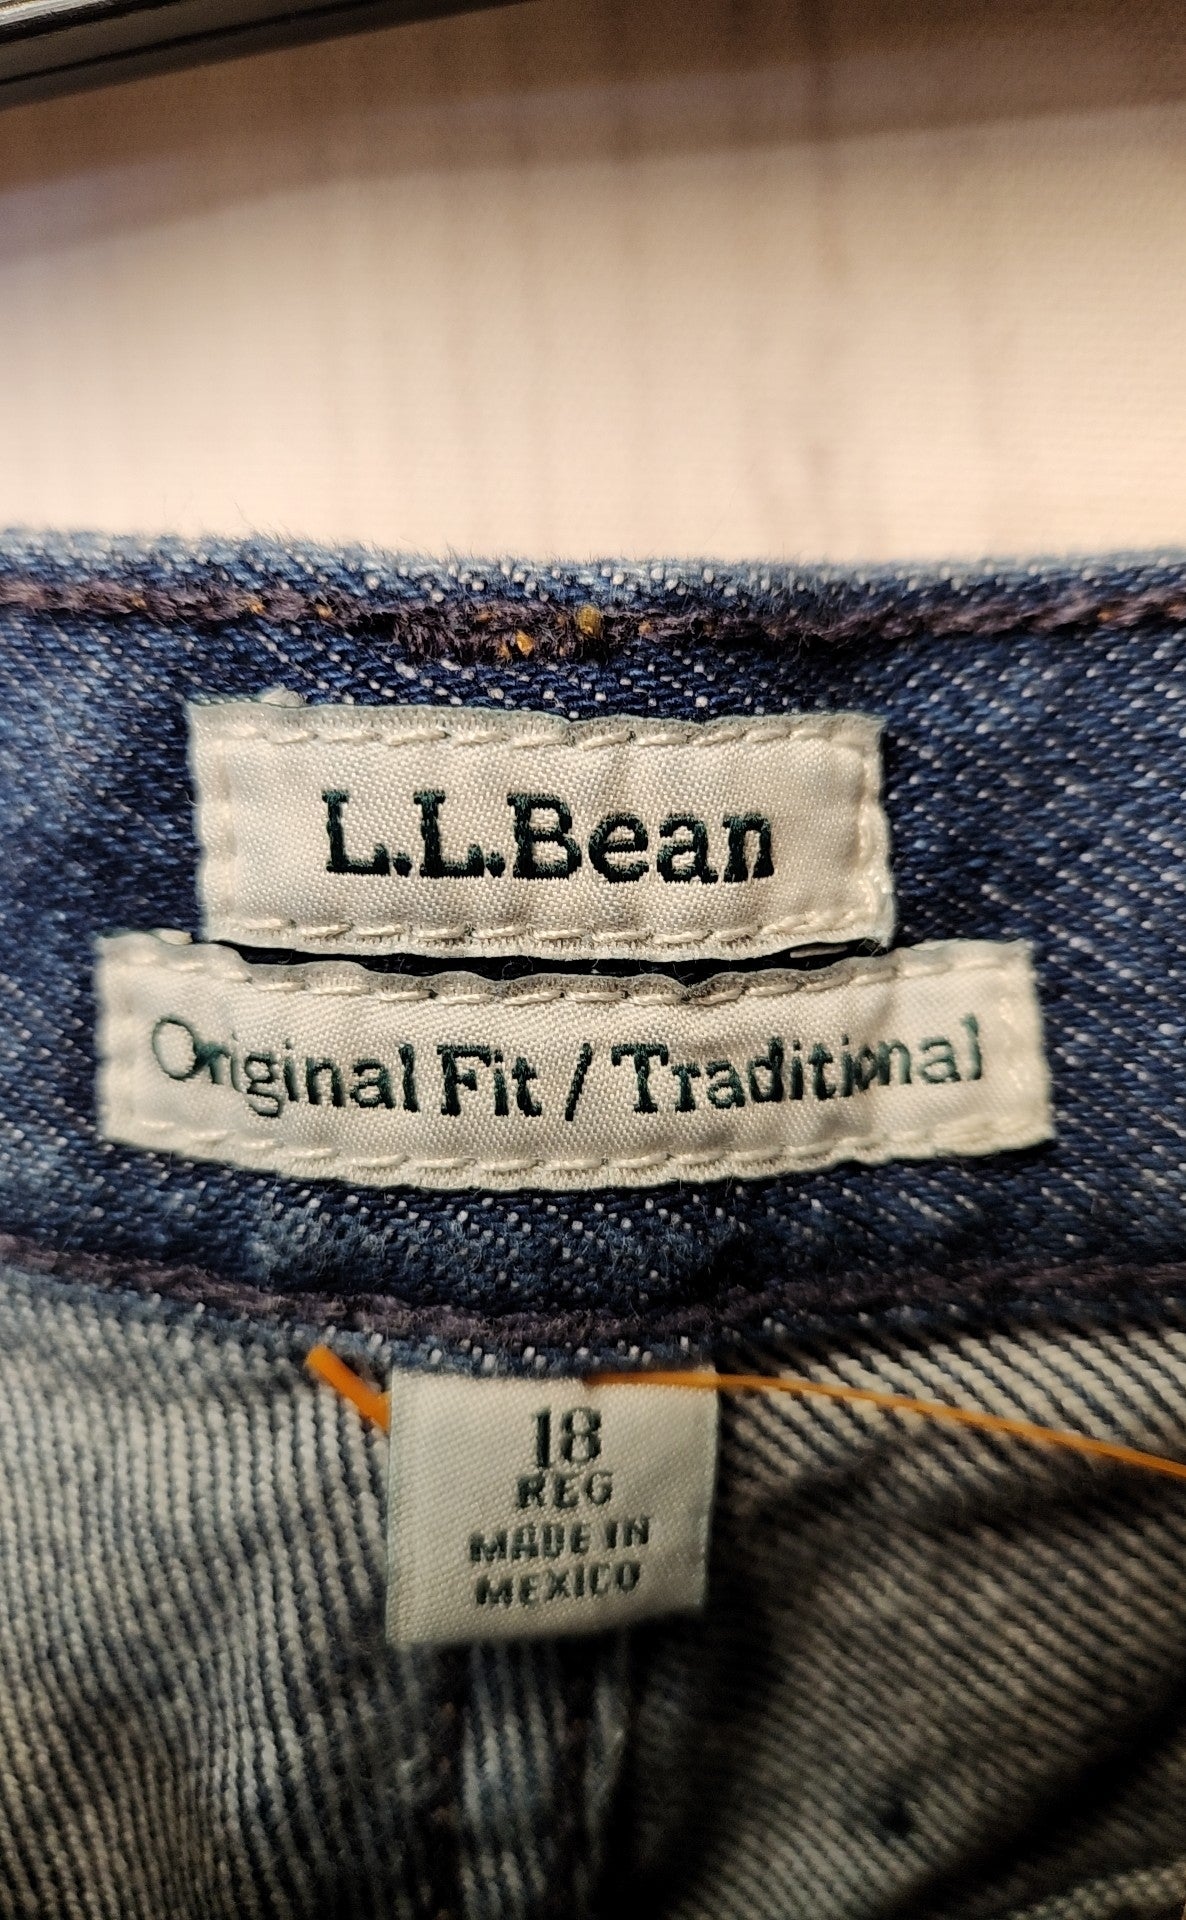 L.L.Bean
Original Fit / Traditional
18
REG
MADE IN
MEXICO